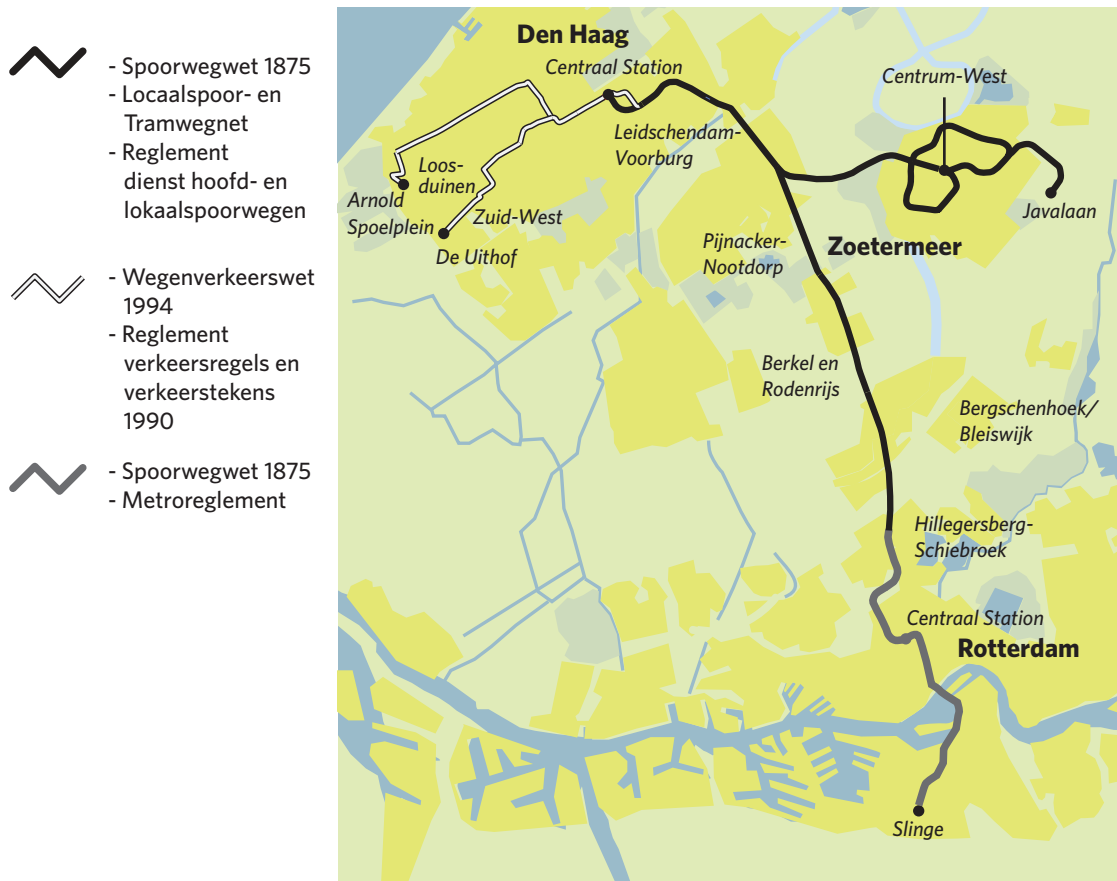 - Spoorwegwet 1875
- Locaalspoor- en
Tramwegnet
- Reglement
dienst hoofd- en
lokaalspoorwegen
- Wegenverkeerswet
1994
- Reglement
verkeersregels en
verkeerstekens
1990
- Spoorwegwet 1875
- Metroreglement
Den Haag
Centraal Station
Centrum-West
Leidschendam-
Voorburg
Loos-
duinen
Arnold
Spoelplein
Zuid-West
De Uithof
Javalaan
Zoetermeer
Pijnacker-
Nootdorp
Berkel en
Rodenrijs
Bergschenhoek/
Bleiswijk
Hillegersberg-
Schiebroek
Centraal Station
Rotterdam
Slinge